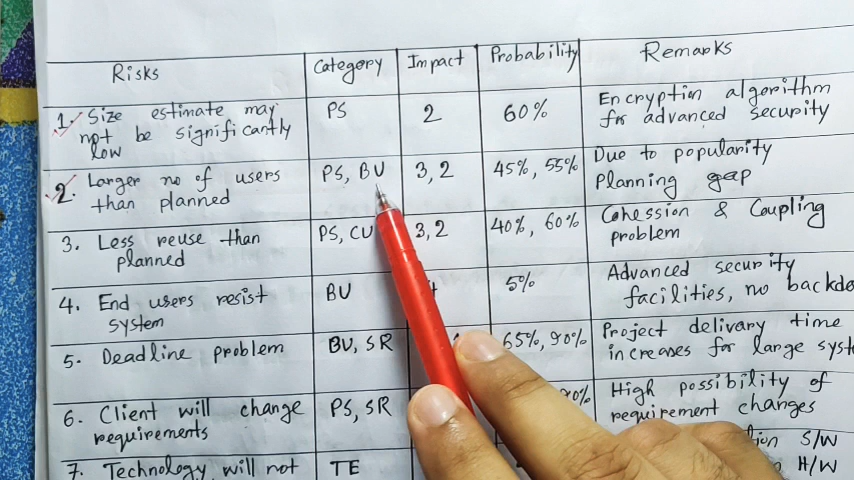 Risks Category Impact Probability Remarks
1. Size estimate may PS 2 60% Encryption algorithm
not be significantly for advanced security
low
2. Larger no of users PS, BU 3, 2 45%, 55% Due to popularity
than planned Planning gap
3. Less reuse than PS, CU 3, 2 40%, 60% Cohession & Coupling
planned problem
4. End users resist BU 5% Advanced security
system facilities, no backdo
5. Deadline problem BU, SR 65%, 90% Project delivary time
increases for large syst
6. Client will change PS, SR High possibility of
requirements requirement changes
7. Technology will not TE S/W
H/W